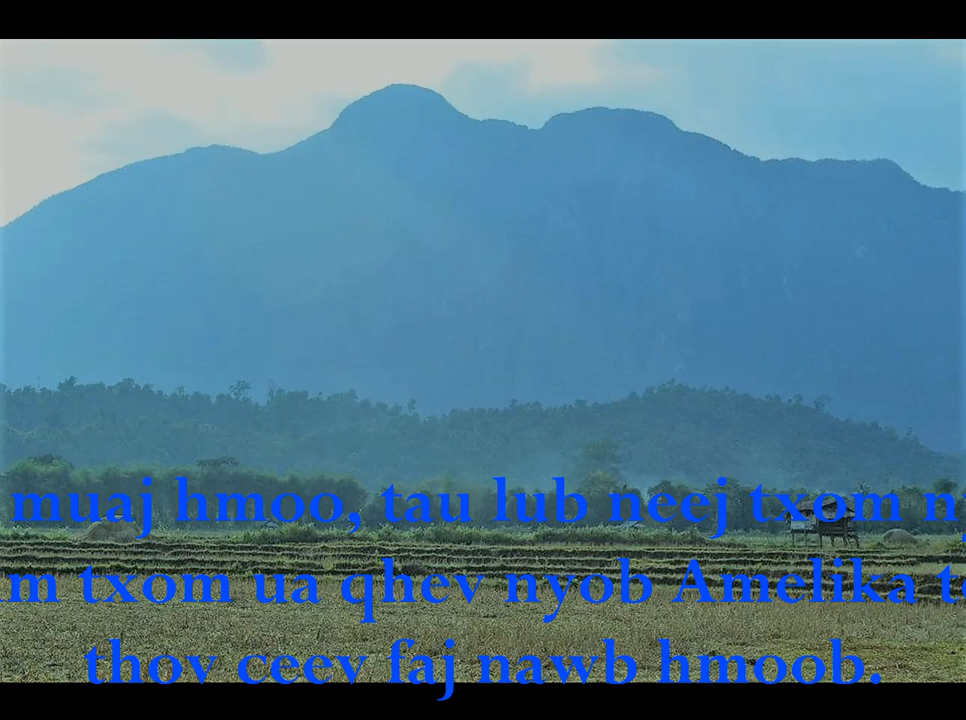 muaj hmoo, tau lub neej txom
txom ua qhev nyob Amelika
thov ceev faj nawb hmoob.